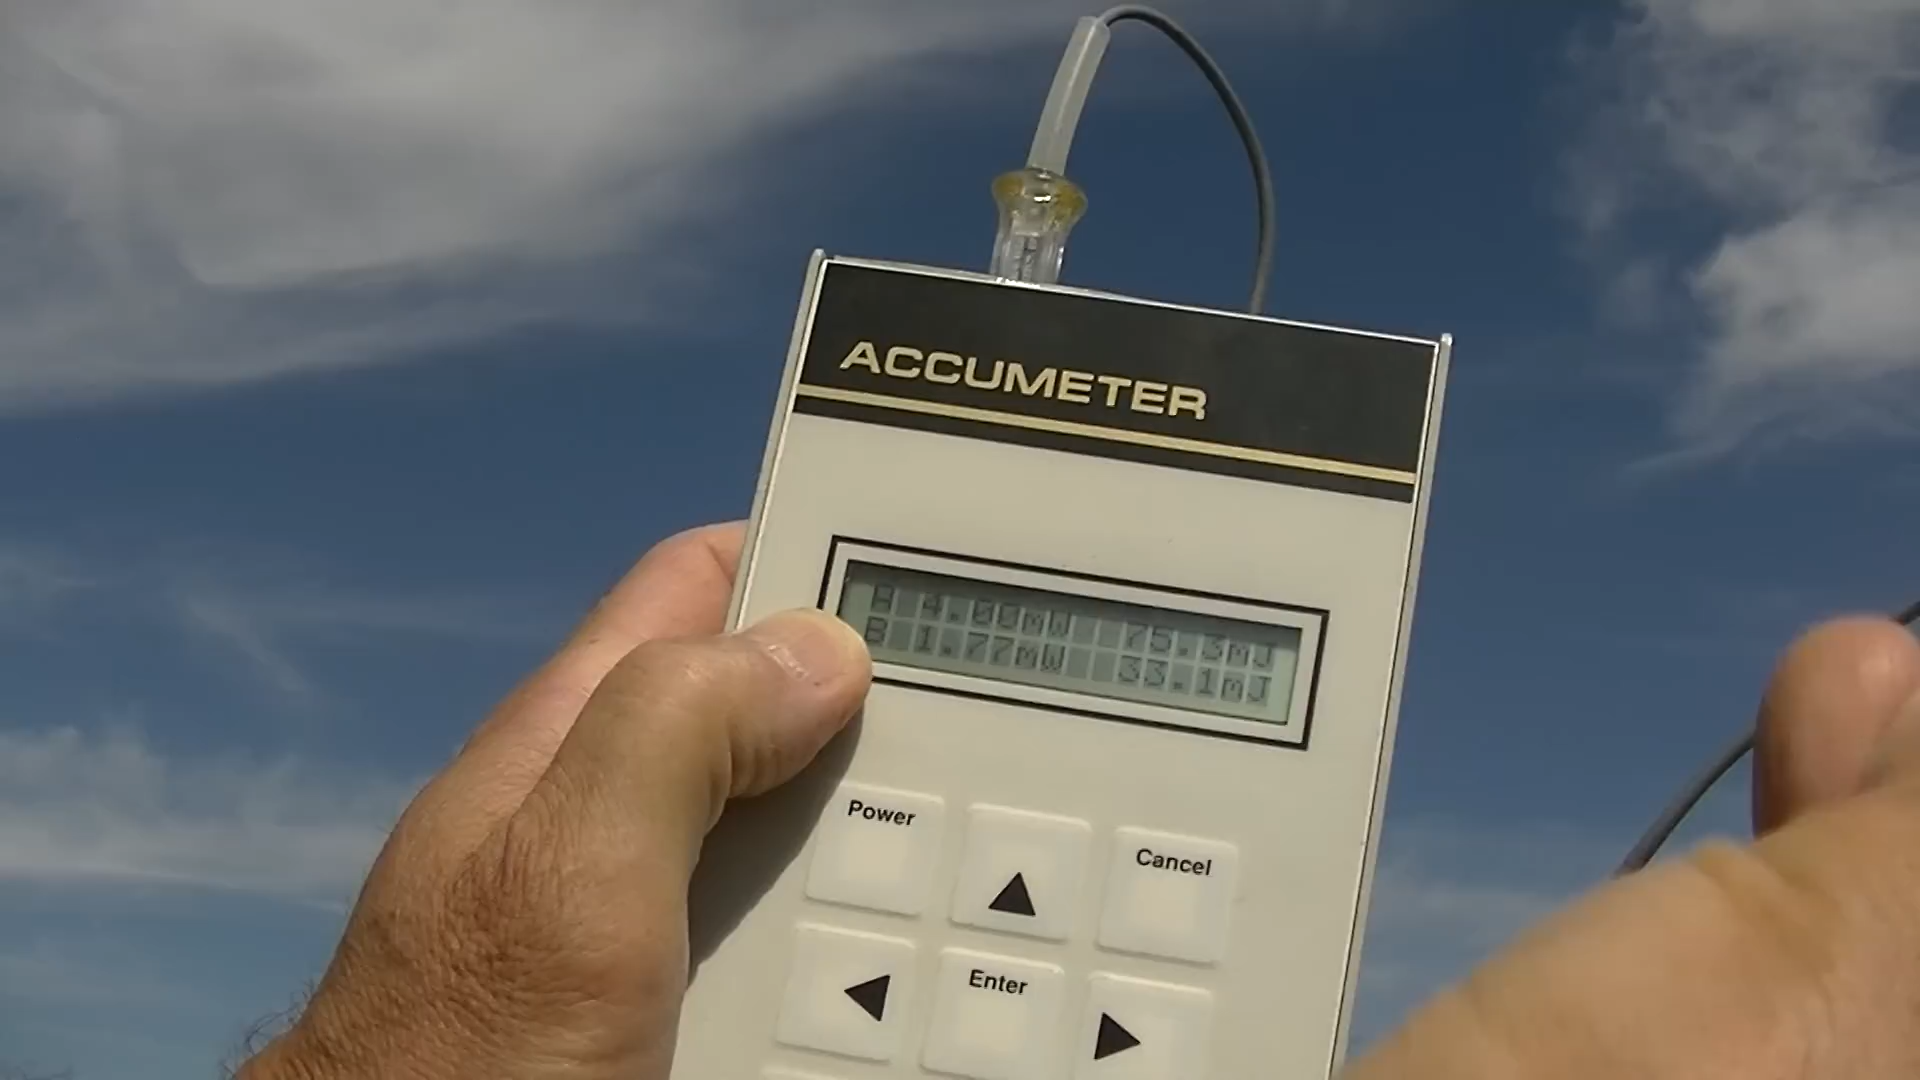 ACCUMETER
A 4.00mW 75.3mJ
B 1.77mW 33.1mJ
Power
Cancel
Enter